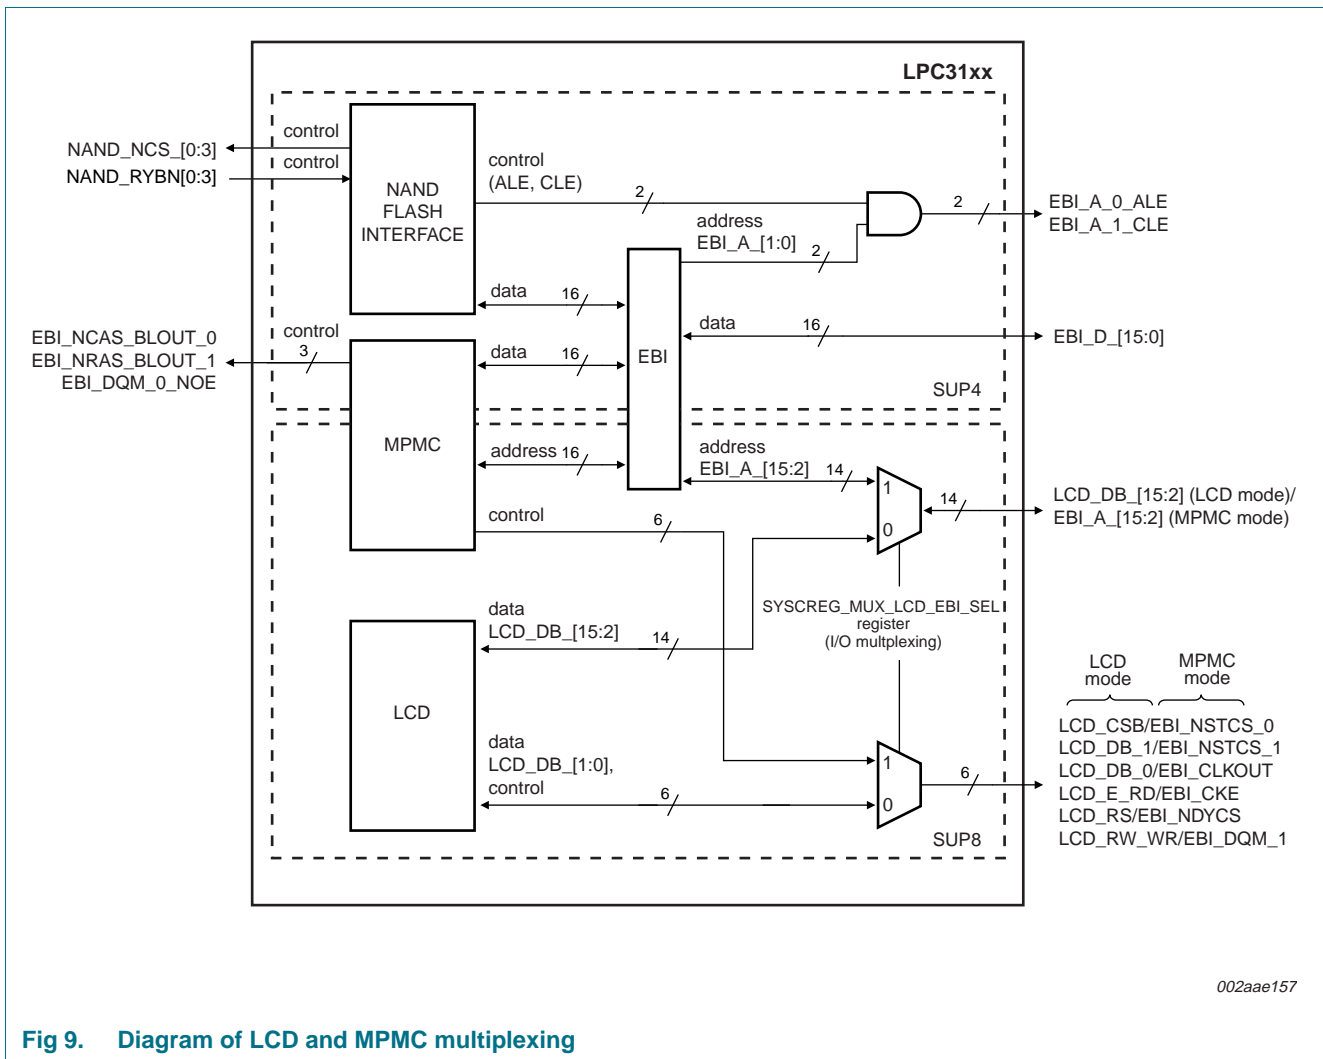 LPC31xx
NAND_NCS_[0:3]
control
NAND_RYBN[0:3]
control
NAND
FLASH
INTERFACE
control
(ALE, CLE)
2
address
EBI_A_[1:0]
2
2
EBI_A_0_ALE
EBI_A_1_CLE
data
16
EBI_NCAS_BLOUT_0
EBI_NRAS_BLOUT_1
EBI_DQM_0_NOE
control
3
data
16
EBI
data
16
EBI_D_[15:0]
SUP4
MPMC
address
16
address
EBI_A_[15:2]
14
1
0
14
LCD_DB_[15:2] (LCD mode)/
EBI_A_[15:2] (MPMC mode)
control
6
SYSCREG_MUX_LCD_EBI_SEL
register
(I/O multplexing)
data
LCD_DB_[15:2]
14
LCD
data
LCD_DB_[1:0],
control
6
1
0
6
SUP8
LCD
mode
MPMC
mode
LCD_CSB/EBI_NSTCS_0
LCD_DB_1/EBI_NSTCS_1
LCD_DB_0/EBI_CLKOUT
LCD_E_RD/EBI_CKE
LCD_RS/EBI_NDYCS
LCD_RW_WR/EBI_DQM_1
002aae157
Fig 9. Diagram of LCD and MPMC multiplexing